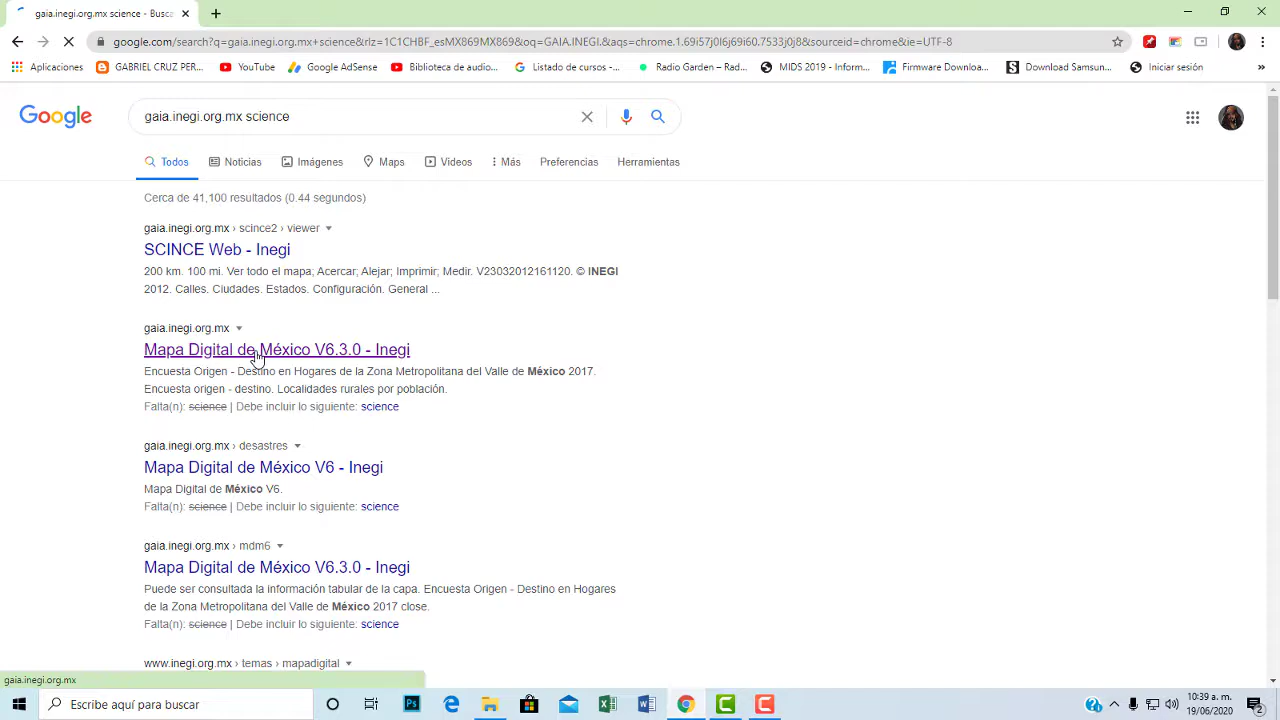 gaia.inegi.org.mx science - Busca
google.com/search?q=gaia.inegi.org.mx+science&rlz=1C1CHBF_esMX869MX869&oq=GAIA.INEGI.&aqs=chrome.1.69i57j0l6j69i60.7533j0j8&sourceid=chrome&ie=UTF-8
Aplicaciones GABRIEL CRUZ PER... YouTube Google AdSense Biblioteca de audio... Listado de cursos -... Radio Garden – Rad... MIDS 2019 - Inform... Firmware Downloa... Download Samsun... Iniciar sesión »
Google gaia.inegi.org.mx science
Todos Noticias Imágenes Maps Videos Más Preferencias Herramientas
Cerca de 41,100 resultados (0.44 segundos)
gaia.inegi.org.mx › scince2 › viewer
SCINCE Web - Inegi
200 km. 100 mi. Ver todo el mapa; Acercar; Alejar; Imprimir; Medir. V23032012161120. © INEGI
2012. Calles. Ciudades. Estados. Configuración. General ...
gaia.inegi.org.mx
Mapa Digital de México V6.3.0 - Inegi
Encuesta Origen - Destino en Hogares de la Zona Metropolitana del Valle de México 2017.
Encuesta origen - destino. Localidades rurales por población.
Falta(n): science | Debe incluir lo siguiente: science
gaia.inegi.org.mx › desastres
Mapa Digital de México V6 - Inegi
Mapa Digital de México V6.
Falta(n): science | Debe incluir lo siguiente: science
gaia.inegi.org.mx › mdm6
Mapa Digital de México V6.3.0 - Inegi
Puede ser consultada la información tabular de la capa. Encuesta Origen - Destino en Hogares
de la Zona Metropolitana del Valle de México 2017 close.
Falta(n): science | Debe incluir lo siguiente: science
www.inegi.org.mx › temas › mapadigital
gaia.inegi.org.mx
Escribe aquí para buscar
10:39 a. m.
19/06/2020
2